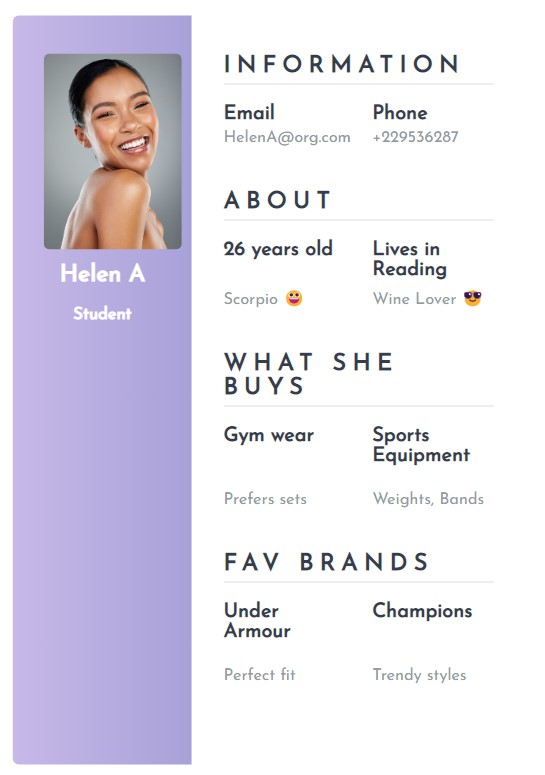 Helen A
Student
INFORMATION
Email
HelenA@org.com
Phone
+229536287
ABOUT
26 years old
Scorpio
Lives in
Reading
Wine Lover
WHAT SHE
BUYS
Gym wear
Prefers sets
Sports
Equipment
Weights, Bands
FAV BRANDS
Under
Armour
Perfect fit
Champions
Trendy styles